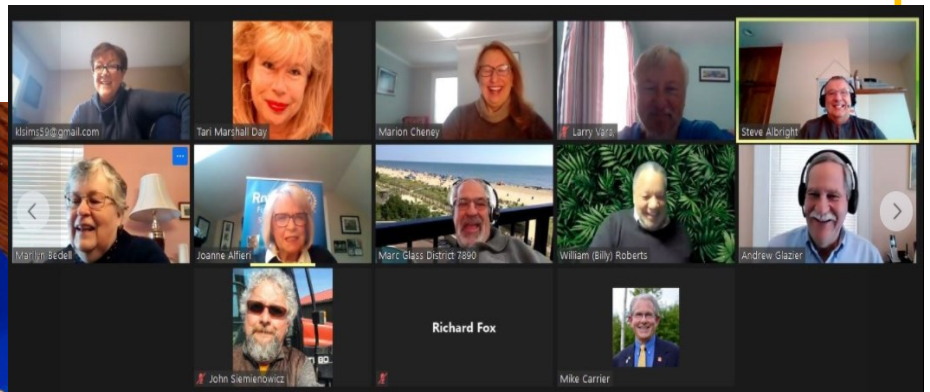 klsims59@gmail.com
Tari Marshall Day
Marion Cheney
Larry Vars,
Steve Albright
Marilyn Bedell
Joanne Alfieri
Marc Glass District 7890
William (Billy) Roberts
Andrew Glazier
John Siemienowicz
Richard Fox
Mike Carrier